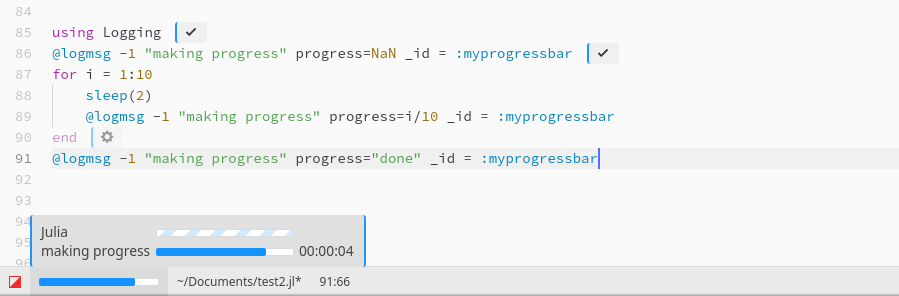 84
85 using Logging
86 @logmsg -1 "making progress" progress=NaN _id = :myprogressbar
87 for i = 1:10
88     sleep(2)
89     @logmsg -1 "making progress" progress=i/10 _id = :myprogressbar
90 end
91 @logmsg -1 "making progress" progress="done" _id = :myprogressbar
92
93
94
95
96
Julia
making progress 00:00:04
~/Documents/test2.jl* 91:66